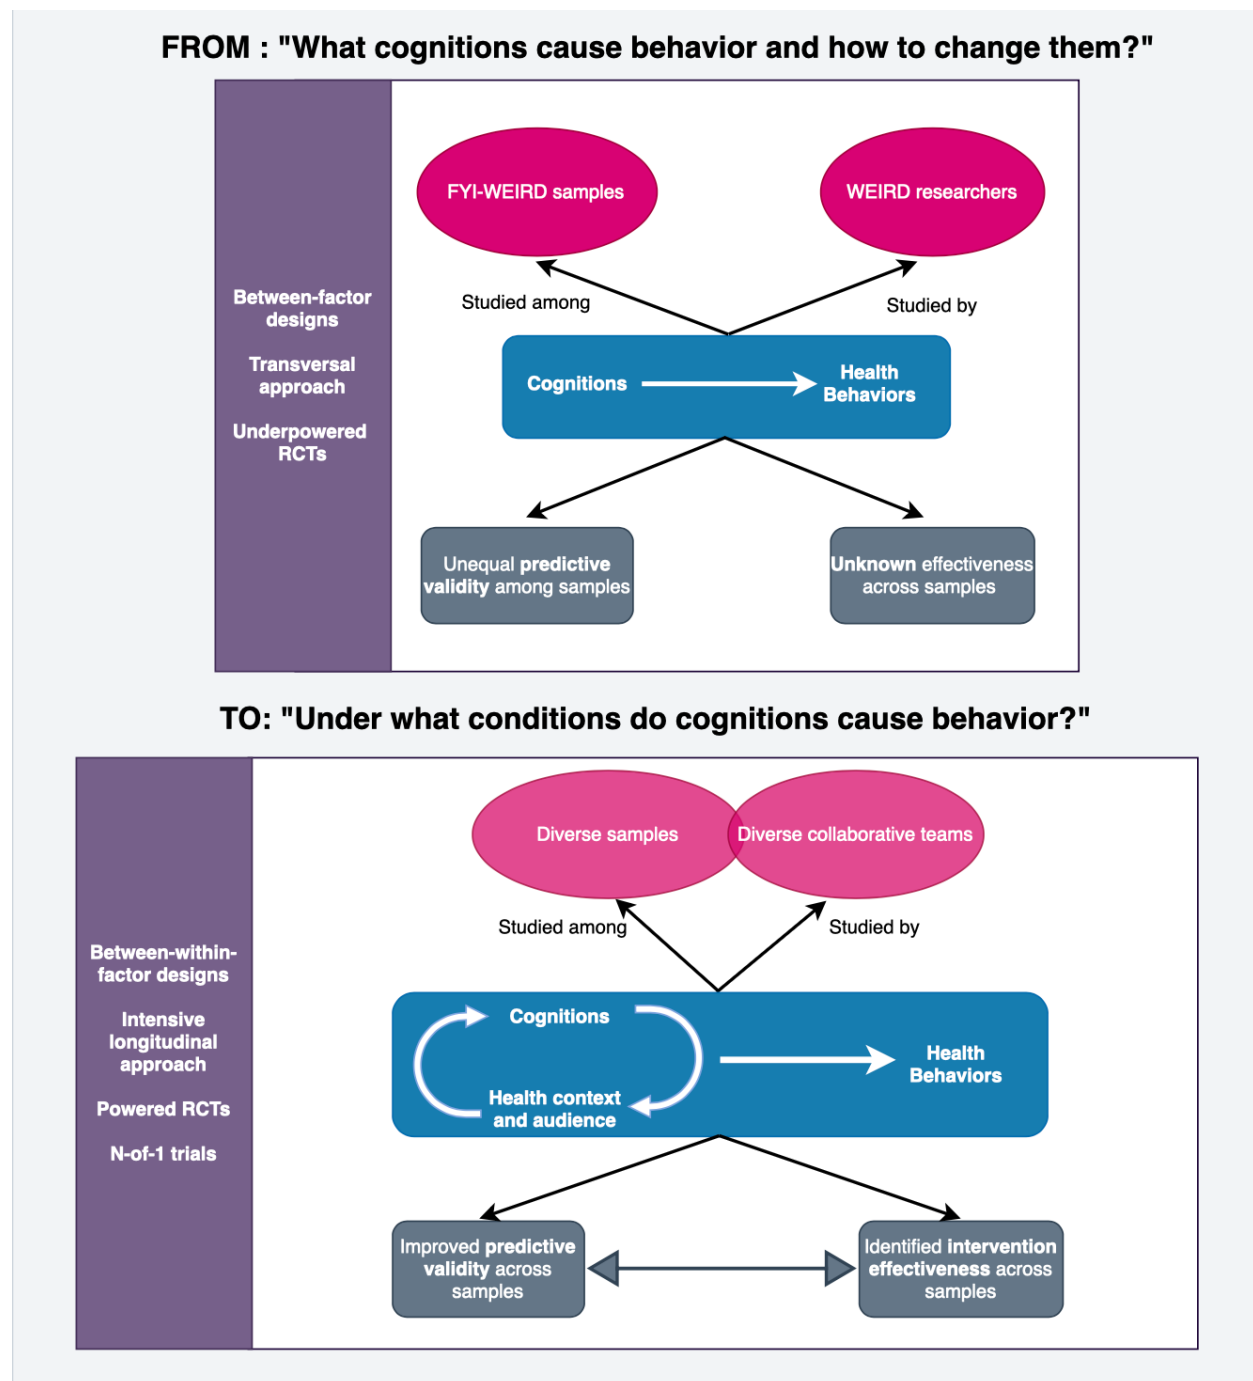 FROM : "What cognitions cause behavior and how to change them?"
Between-factor
designs
Transversal
approach
Underpowered
RCTs
FYI-WEIRD samples
WEIRD researchers
Studied among
Studied by
Cognitions
Health
Behaviors
Unequal predictive
validity among samples
Unknown effectiveness
across samples
TO: "Under what conditions do cognitions cause behavior?"
Between-within-
factor designs
Intensive
longitudinal
approach
Powered RCTs
N-of-1 trials
Diverse samples
Diverse collaborative teams
Studied among
Studied by
Cognitions
Health context
and audience
Health
Behaviors
Improved predictive
validity across
samples
Identified intervention
effectiveness across
samples